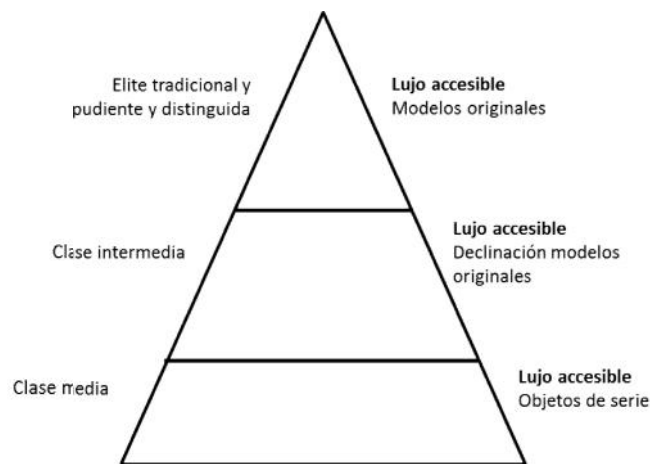 Elite tradicional y
pudiente y distinguida
Lujo accesible
Modelos originales
Clase intermedia
Lujo accesible
Declinación modelos
originales
Clase media
Lujo accesible
Objetos de serie